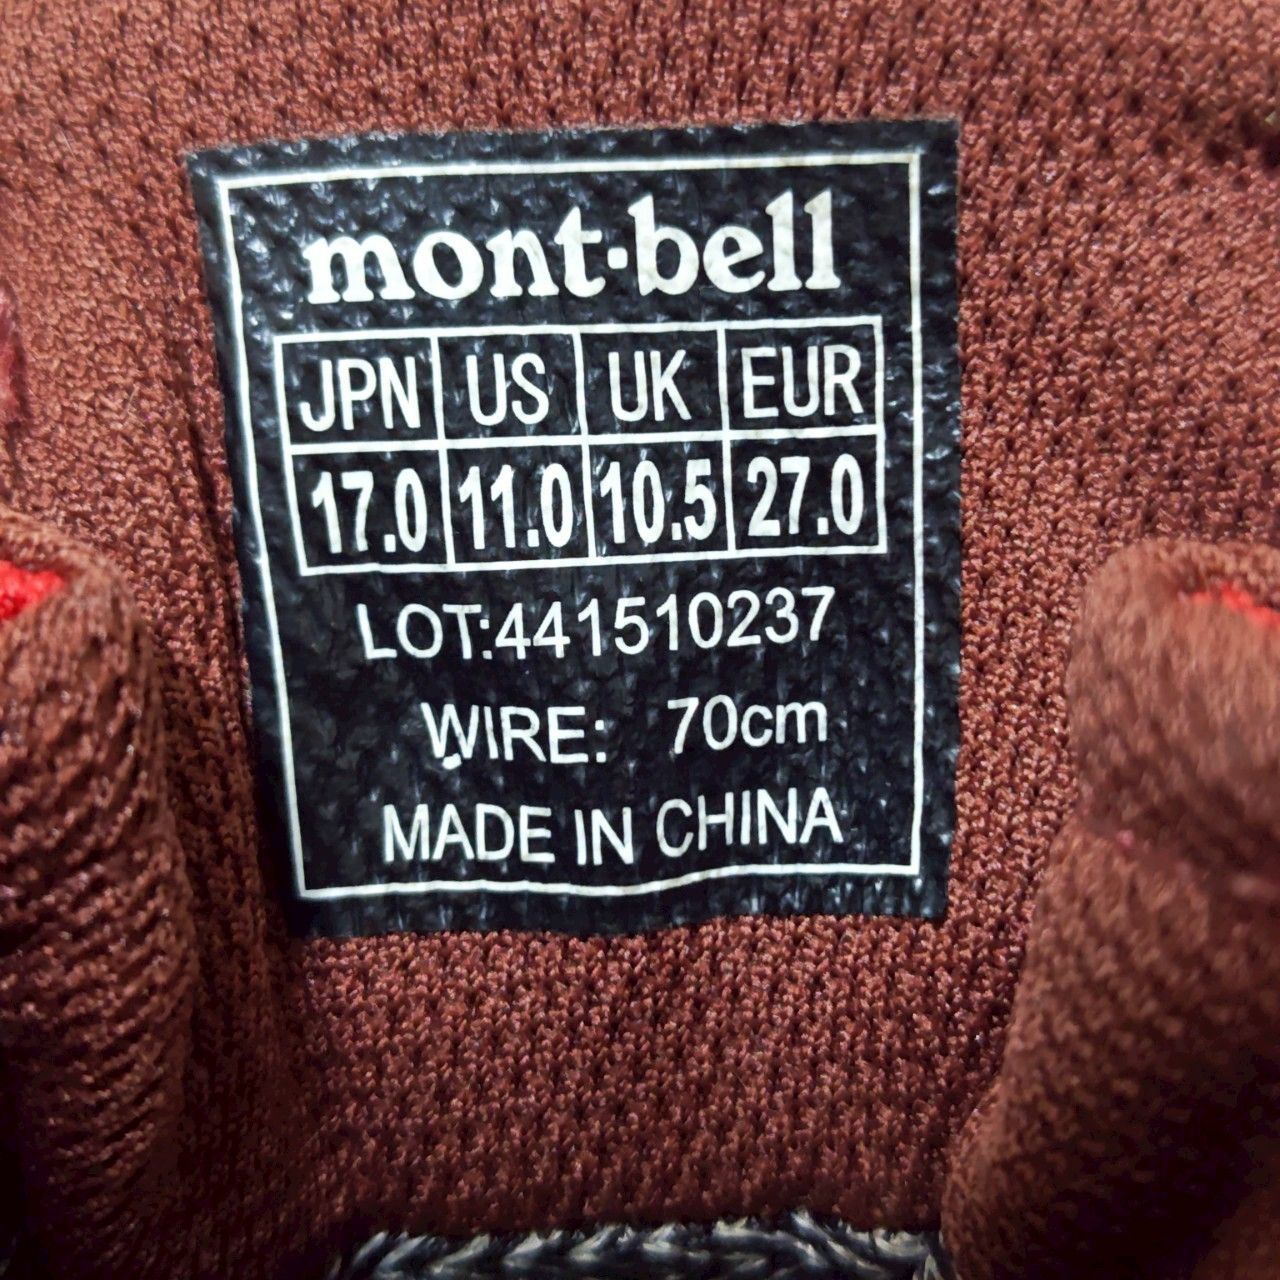 mont·bell
JPN US UK EUR
17.0 11.0 10.5 27.0
LOT:441510237
WIRE: 70cm
MADE IN CHINA